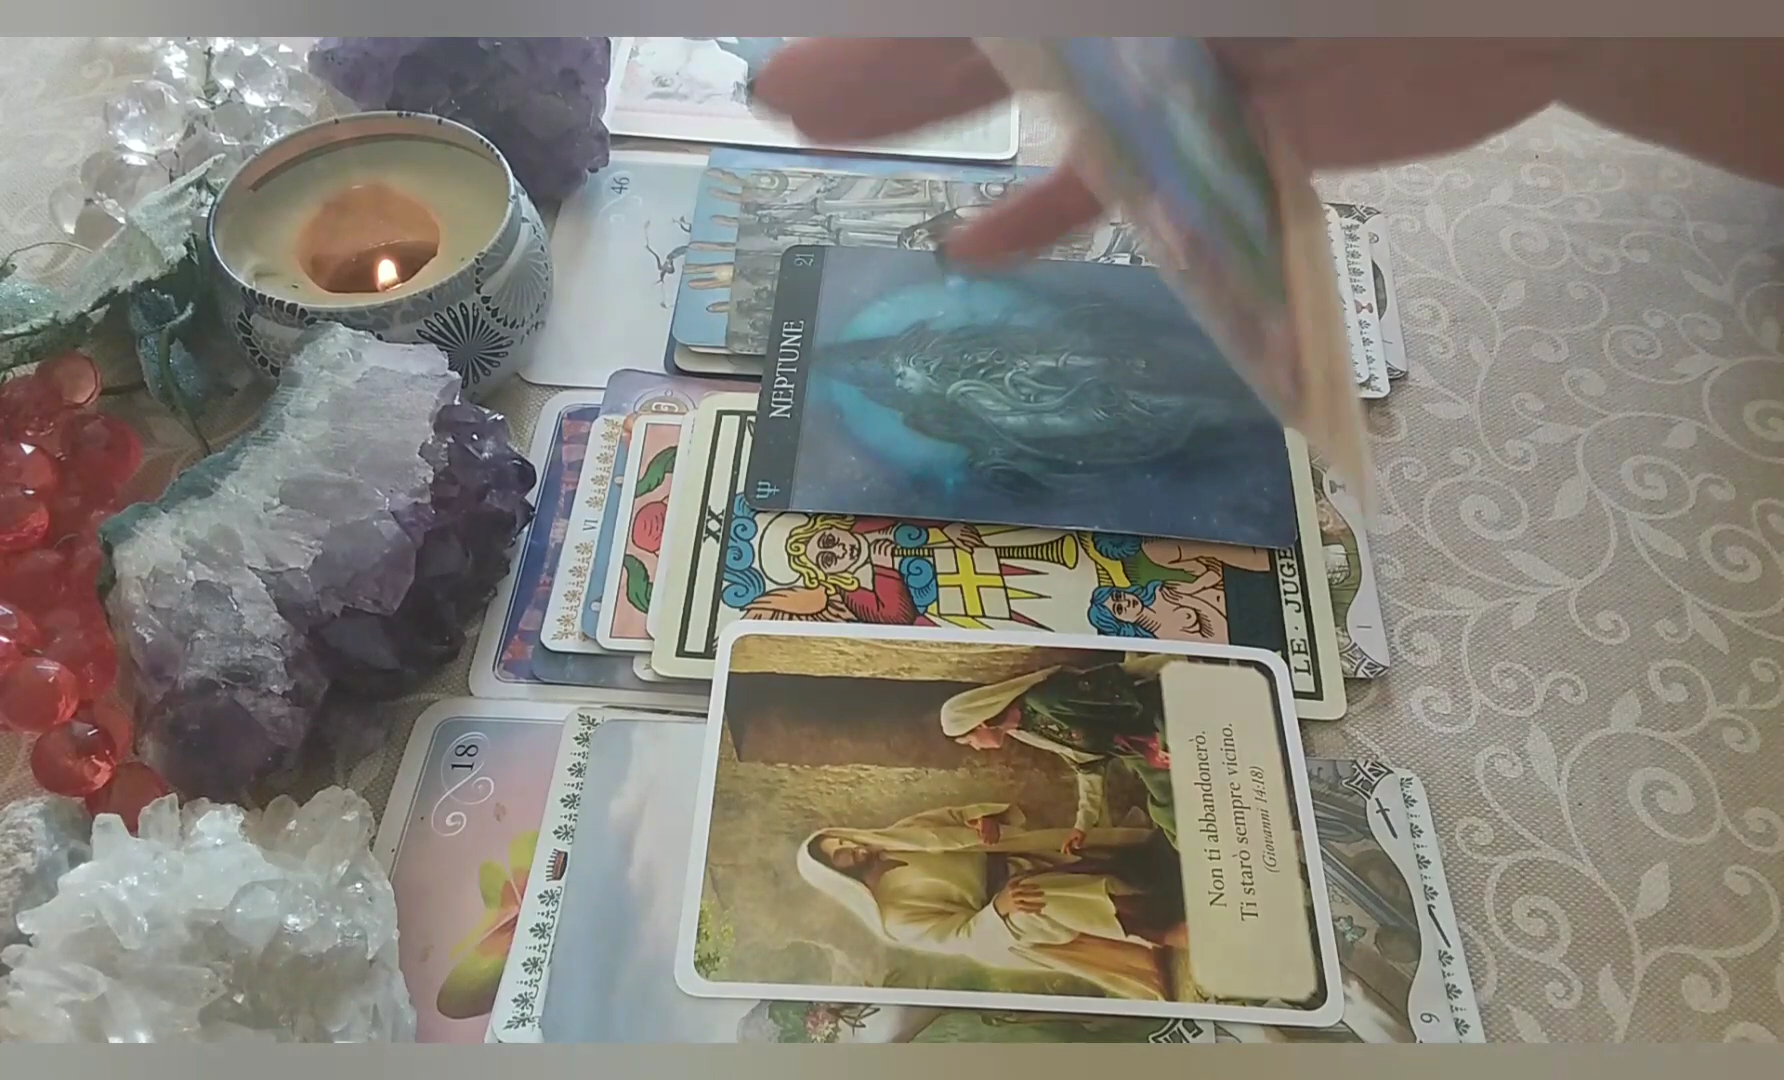 46
21
NEPTUNE
VI
XX
LE · JUGE
18
Non ti abbandonerò.
Ti starò sempre vicino.
(Giovanni 14:18)
9